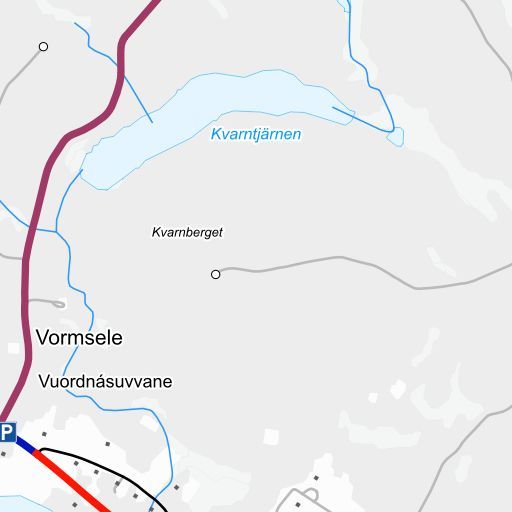 Kvarntjärnen
Kvarnberget
Vormsele
Vuordnásuvvane
P